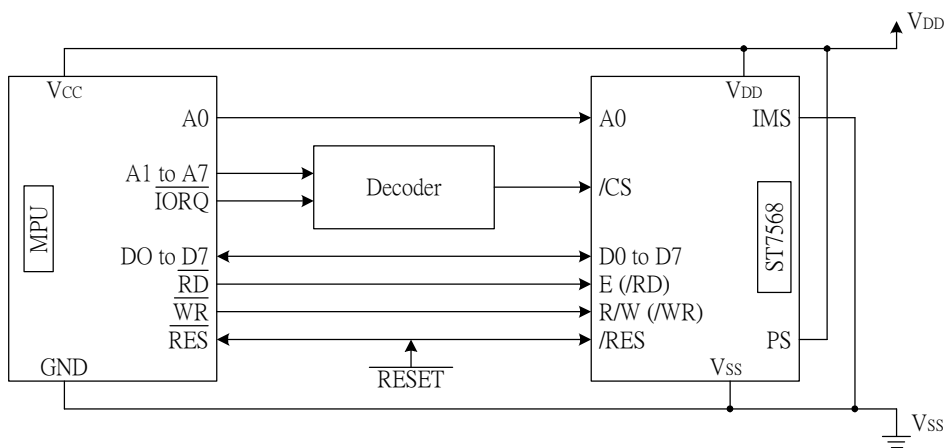 VDD
VCC
VDD
A0
A0
IMS
A1 to A7
IORQ
Decoder
/CS
MPU
ST7568
DO to D7
D0 to D7
RD
E (/RD)
WR
R/W (/WR)
RES
/RES
PS
RESET
GND
VSS
VSS